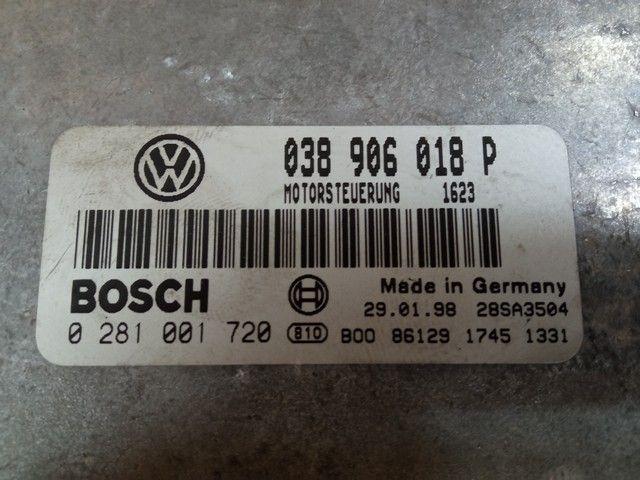 038 906 018 P
MOTORSTEUERUNG 1623
BOSCH Made in Germany
29.01.98 28SA3504
0 281 001 720 810 B00 86129 1745 1331